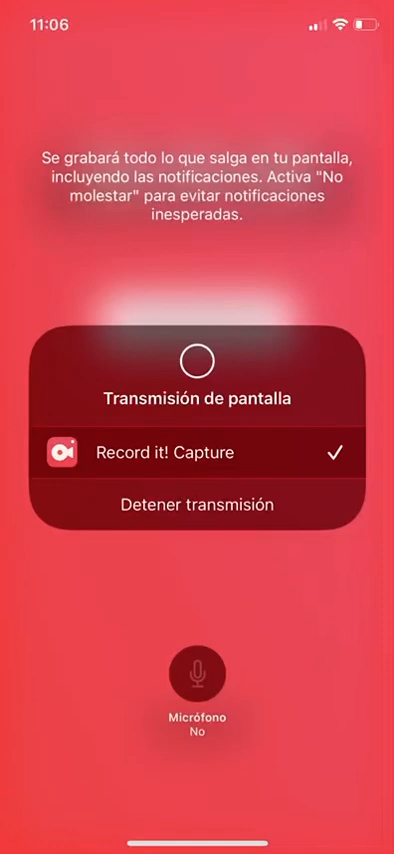 11:06
Se grabará todo lo que salga en tu pantalla,
incluyendo las notificaciones. Activa "No
molestar" para evitar notificaciones
inesperadas.
Transmisión de pantalla
Record it! Capture
Detener transmisión
Micrófono
No